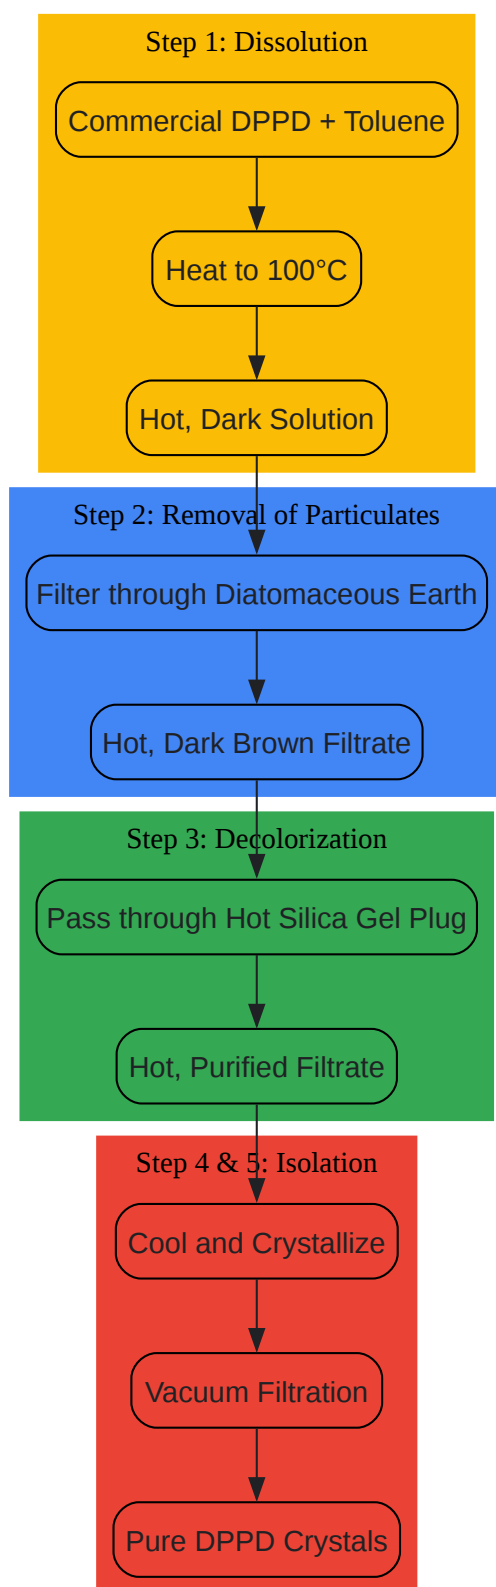 Step 1: Dissolution
Commercial DPPD + Toluene
Heat to 100°C
Hot, Dark Solution
Step 2: Removal of Particulates
Filter through Diatomaceous Earth
Hot, Dark Brown Filtrate
Step 3: Decolorization
Pass through Hot Silica Gel Plug
Hot, Purified Filtrate
Step 4 & 5: Isolation
Cool and Crystallize
Vacuum Filtration
Pure DPPD Crystals